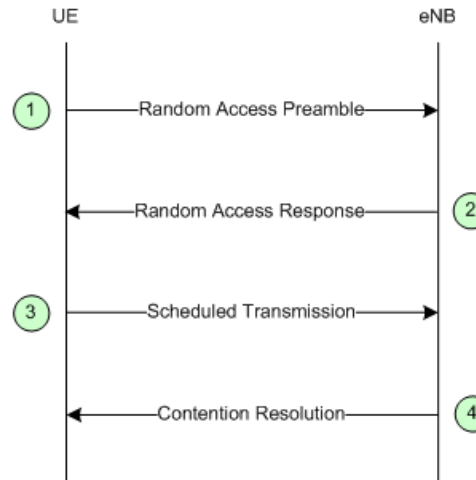 UE
eNB
1
Random Access Preamble
Random Access Response
2
3
Scheduled Transmission
Contention Resolution
4